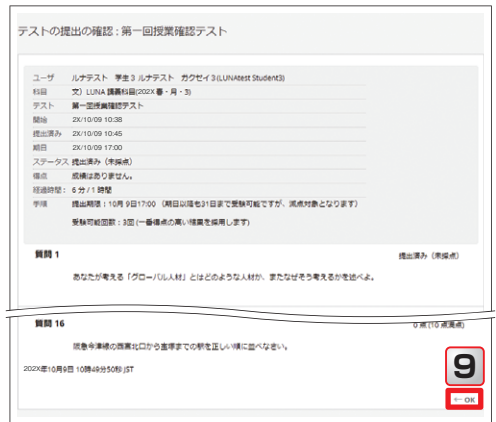 テストの提出の確認 : 第一回授業確認テスト
ユーザ ルナテスト 学生3 ルナテスト ガクセイ3(LUNAtest Student3)
科目 文）LUNA 講義科目(202X 春・月・3)
テスト 第一回授業確認テスト
開始 2X/10/09 10:38
提出済み 2X/10/09 10:45
期日 2X/10/09 17:00
ステータス 提出済み（未採点）
得点 成績はありません。
経過時間： 6 分 / 1 時間
手順 提出期限：10月 9日17:00 （期日以降も31日まで受験可能ですが、減点対象となります）
受験可能回数：3回 (一番得点の高い結果を採用します)
質問 1 提出済み（未採点）
あなたが考える「グローバル人材」とはどのような人材か、またなぜそう考えるかを述べよ。
質問 16 0 点 (10 点満点)
阪急今津線の西宮北口から宝塚までの駅を正しい順に並べなさい。
202X年10月9日 10時49分50秒 JST
9
← OK